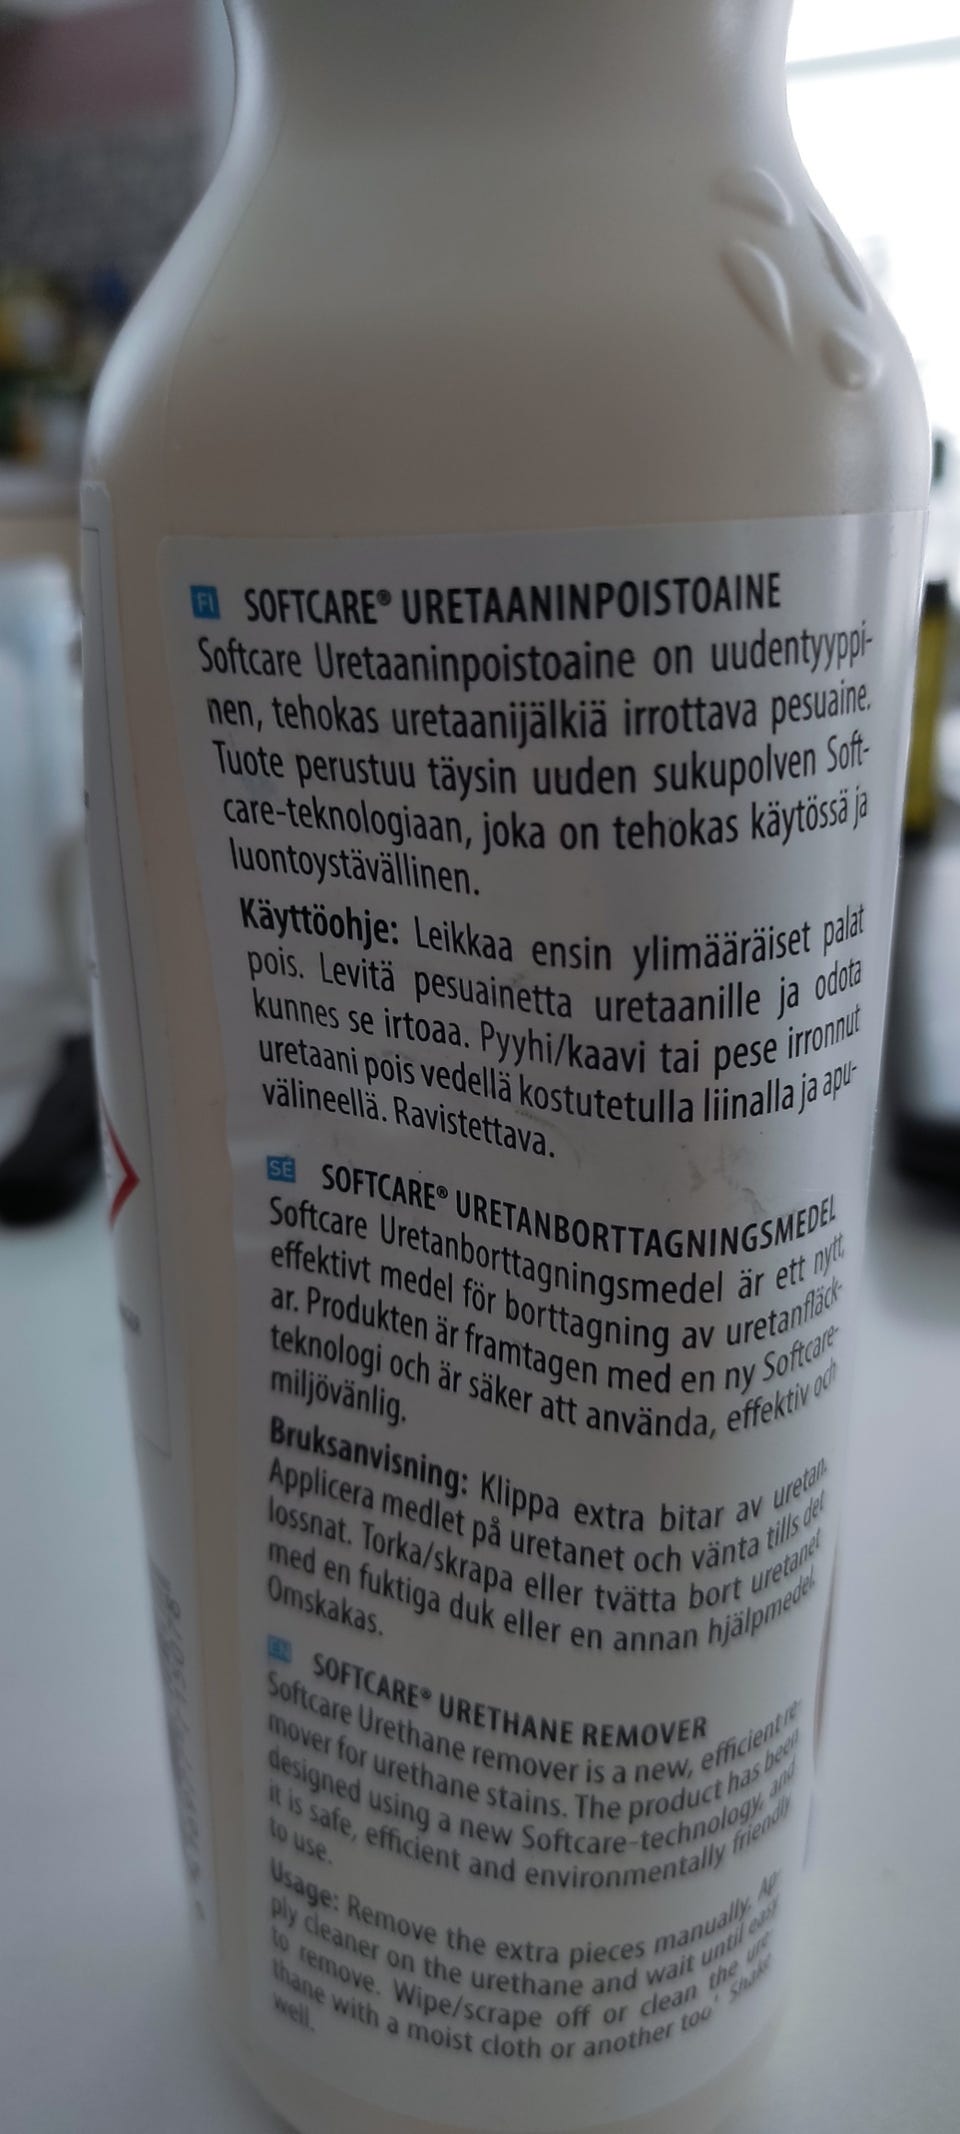 FI SOFTCARE® URETAANINPOISTOAINE
Softcare Uretaaninpoistoaine on uudentyyppi-
nen, tehokas uretaanijälkiä irrottava pesuaine.
Tuote perustuu täysin uuden sukupolven Soft-
care-teknologiaan, joka on tehokas käytössä ja
luontoystävällinen.
Käyttöohje: Leikkaa ensin ylimääräiset palat
pois. Levitä pesuainetta uretaanille ja odota
kunnes se irtoaa. Pyyhi/kaavi tai pese irronnut
uretaani pois vedellä kostutetulla liinalla ja apu-
välineellä. Ravistettava.
SE SOFTCARE® URETANBORTTAGNINGSMEDEL
Softcare Uretanborttagningsmedel är ett nytt,
effektivt medel för borttagning av uretanfläck-
ar. Produkten är framtagen med en ny Softcare-
teknologi och är säker att använda, effektiv och
miljövänlig.
Bruksanvisning: Klippa extra bitar av uretan.
Applicera medlet på uretanet och vänta tills det
lossnat. Torka/skrapa eller tvätta bort uretanet
med en fuktiga duk eller en annan hjälpmedel.
Omskakas.
EN SOFTCARE® URETHANE REMOVER
Softcare Urethane remover is a new, efficient re-
mover for urethane stains. The product has been
designed using a new Softcare-technology, and
it is safe, efficient and environmentally friendly
to use.
Usage: Remove the extra pieces manually. Ap-
ply cleaner on the urethane and wait until easy
to remove. Wipe/scrape off or clean the ure-
thane with a moist cloth or another too Shake
well.